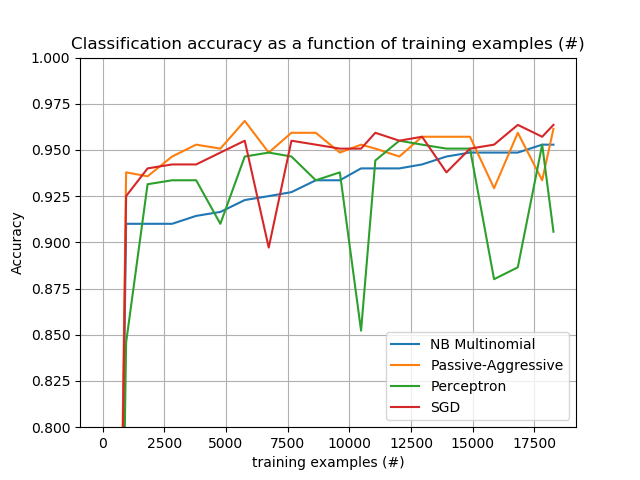 Classification accuracy as a function of training examples (#)
1.000
0.975
0.950
0.925
0.900
0.875
0.850
0.825
0.800
Accuracy
NB Multinomial
Passive-Aggressive
Perceptron
SGD
0 2500 5000 7500 10000 12500 15000 17500
training examples (#)